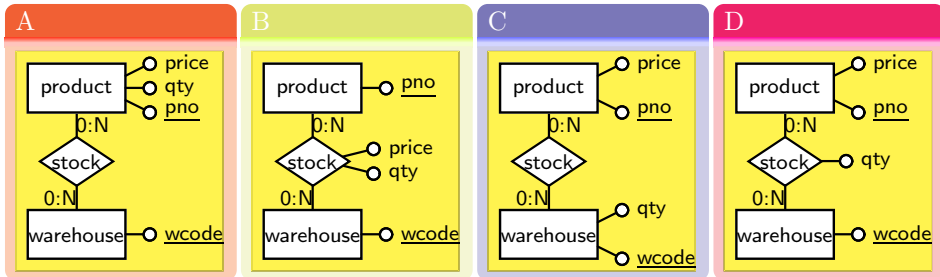 A
product
price
qty
pno
0:N
stock
0:N
warehouse
wcode
B
product
pno
0:N
stock
price
qty
0:N
warehouse
wcode
C
product
price
pno
0:N
stock
0:N
warehouse
qty
wcode
D
product
price
pno
0:N
stock
qty
0:N
warehouse
wcode